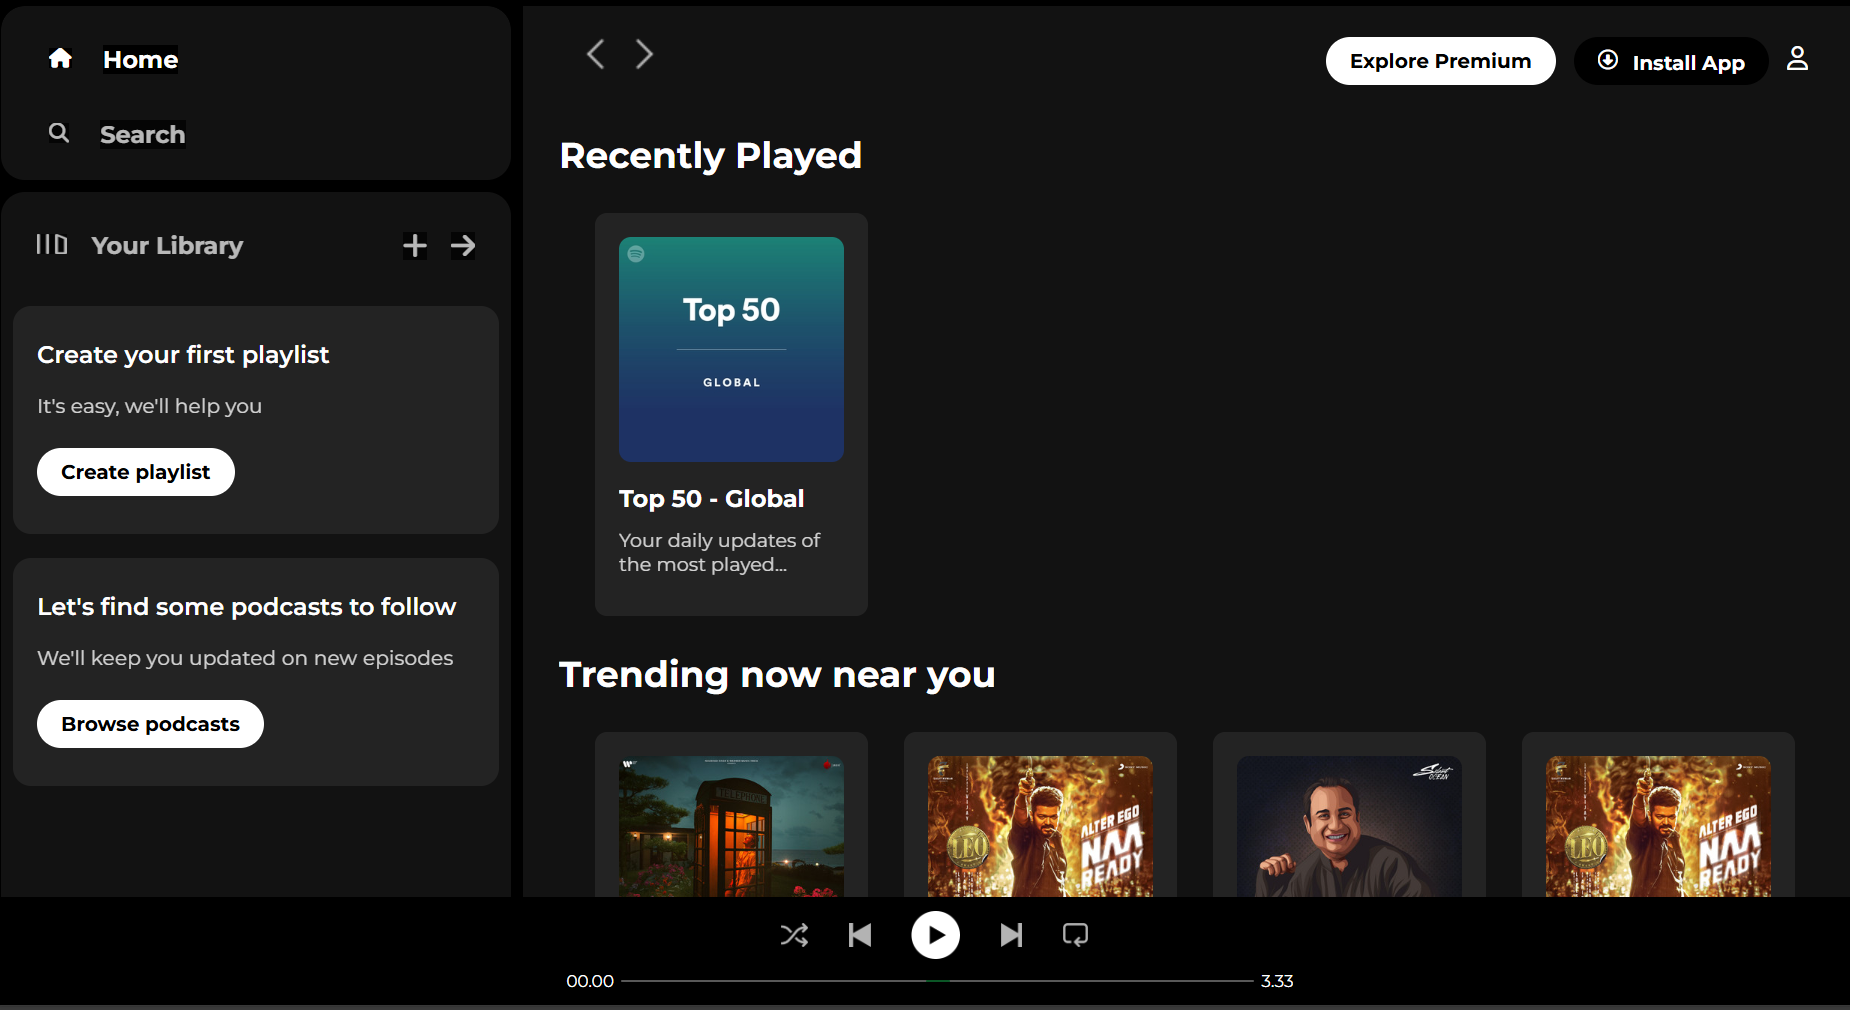 Home
Search
Your Library
Create your first playlist
It's easy, we'll help you
Create playlist
Let's find some podcasts to follow
We'll keep you updated on new episodes
Browse podcasts
Explore Premium
Install App
Recently Played
Top 50
GLOBAL
Top 50 - Global
Your daily updates of
the most played...
Trending now near you
TELEPHONE
LEO
ALTER EGO
NAA
READY
OCEAN
LEO
ALTER EGO
NAA
READY
00.00
3.33